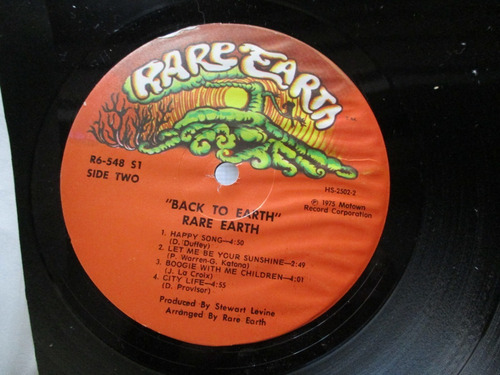 RARE EARTH
R6-548 S1
SIDE TWO
HS-2502-2
℗ 1975 Motown
Record Corporation
"BACK TO EARTH"
RARE EARTH
1. HAPPY SONG—4:50
(D. Duffey)
2. LET ME BE YOUR SUNSHINE—2:49
(P. Warren-G. Katona)
3. BOOGIE WITH ME CHILDREN—4:01
(J. La Croix)
4. CITY LIFE—4:55
(D. Provisor)
Produced By Stewart Levine
Arranged By Rare Earth